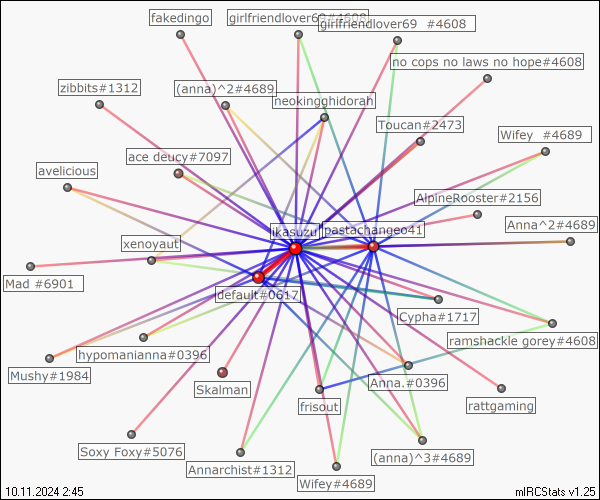 fakedingo
girlfriendlover69#4608
girlfriendlover69 #4608
no cops no laws no hope#4608
zibbits#1312
(anna)^2#4689
neokingghidorah
Toucan#2473
Wifey #4689
ace deucy#7097
avelicious
AlpineRooster#2156
Anna^2#4689
ikasuzu
pastachangeo41
xenoyaut
Mad #6901
default#0617
Cypha#1717
ramshackle gorey#4608
hypomanianna#0396
Mushy#1984
Skalman
Anna.#0396
rattgaming
frisout
Soxy Foxy#5076
(anna)^3#4689
Annarchist#1312
Wifey#4689
10.11.2024 2:45
mIRCStats v1.25